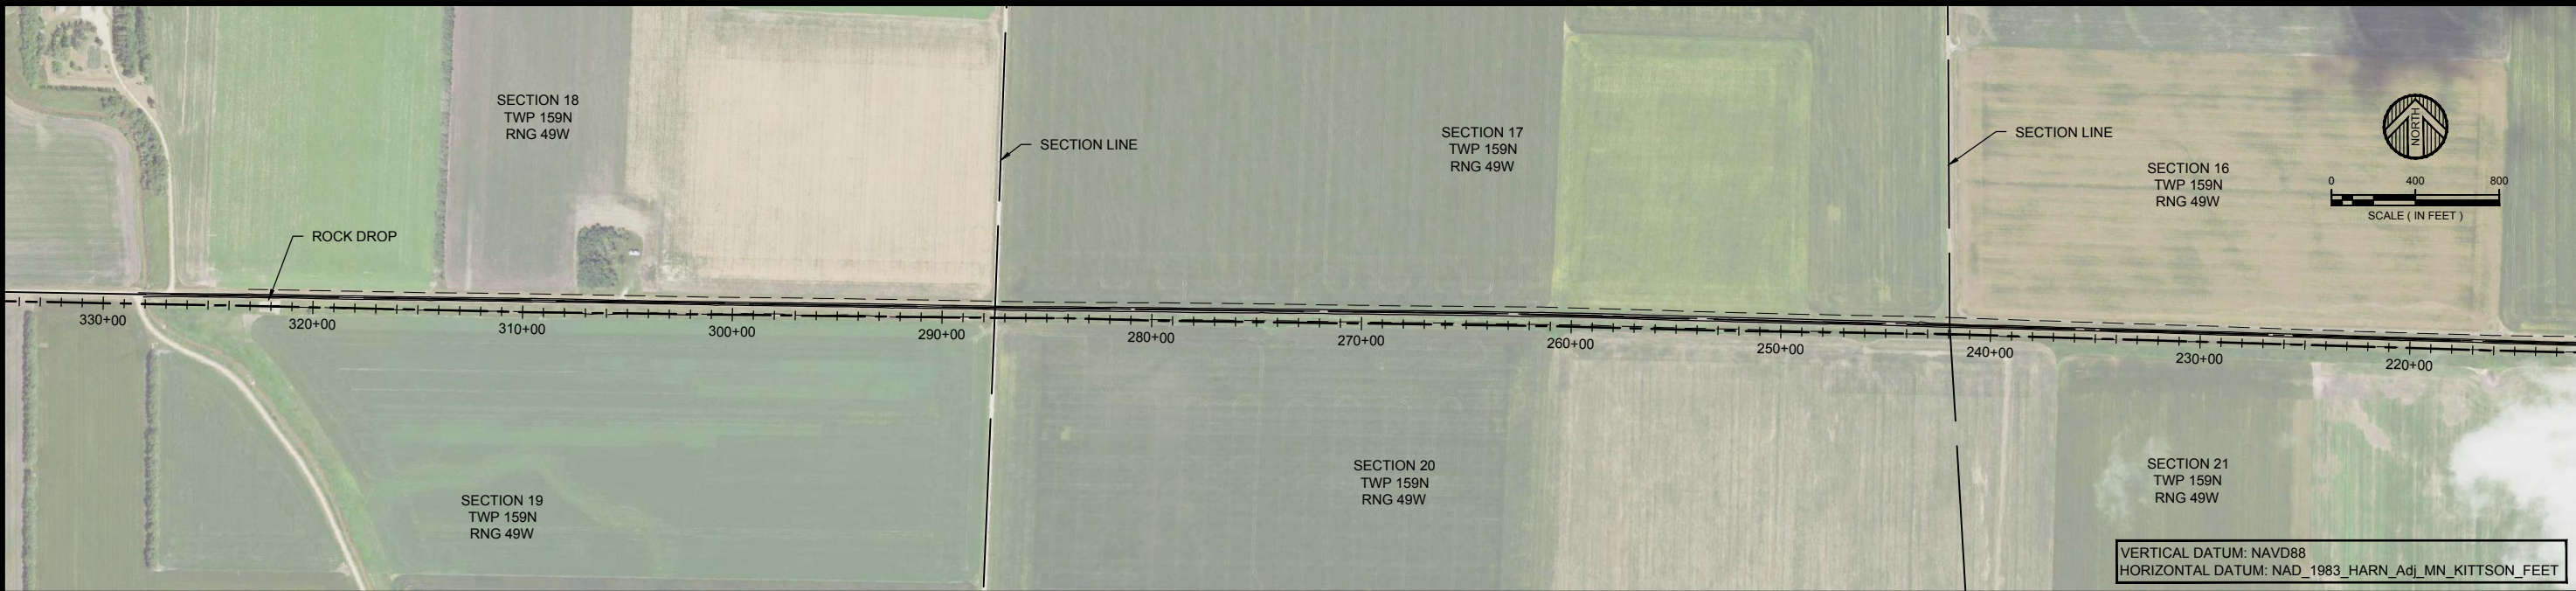 SECTION 18
TWP 159N
RNG 49W
SECTION LINE
SECTION 17
TWP 159N
RNG 49W
SECTION LINE
SECTION 16
TWP 159N
RNG 49W
NORTH
0 400 800
SCALE ( IN FEET )
ROCK DROP
330+00
320+00
310+00
300+00
290+00
280+00
270+00
260+00
250+00
240+00
230+00
220+00
SECTION 19
TWP 159N
RNG 49W
SECTION 20
TWP 159N
RNG 49W
SECTION 21
TWP 159N
RNG 49W
VERTICAL DATUM: NAVD88
HORIZONTAL DATUM: NAD_1983_HARN_Adj_MN_KITTSON_FEET